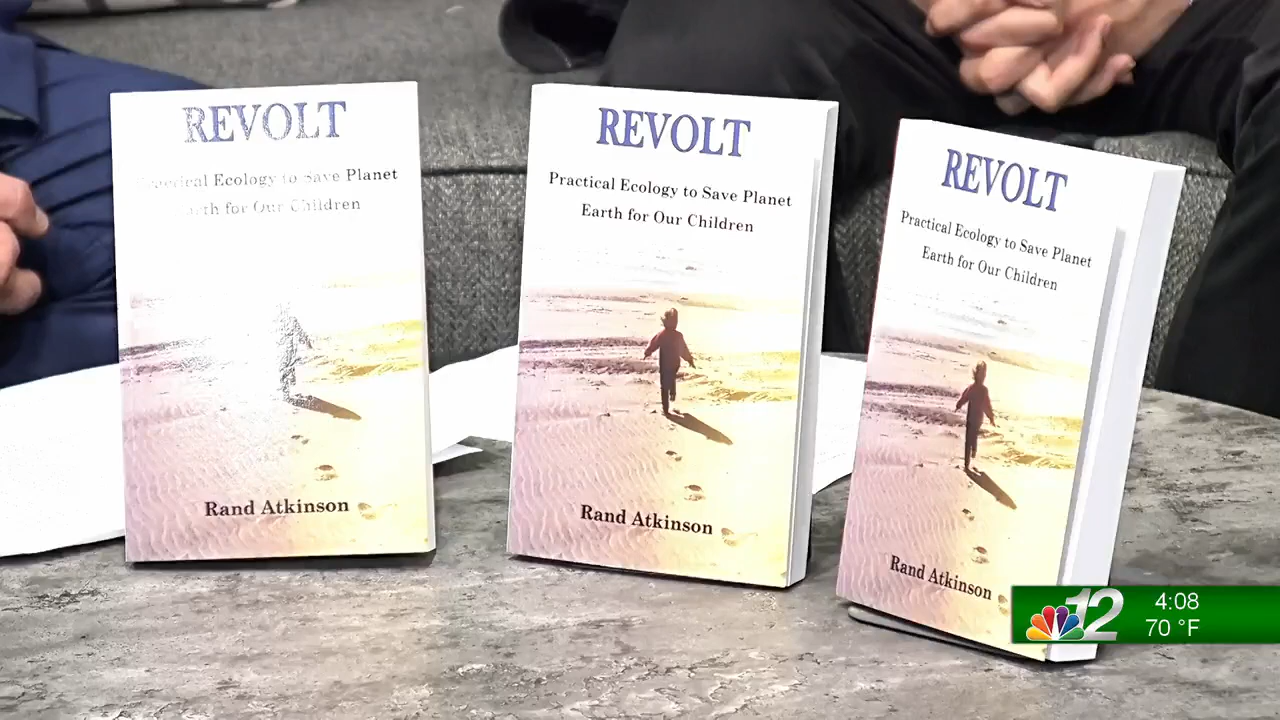 REVOLT
Practical Ecology to Save Planet
Earth for Our Children
Rand Atkinson
REVOLT
Practical Ecology to Save Planet
Earth for Our Children
Rand Atkinson
REVOLT
Practical Ecology to Save Planet
Earth for Our Children
Rand Atkinson
12
4:08
70 °F